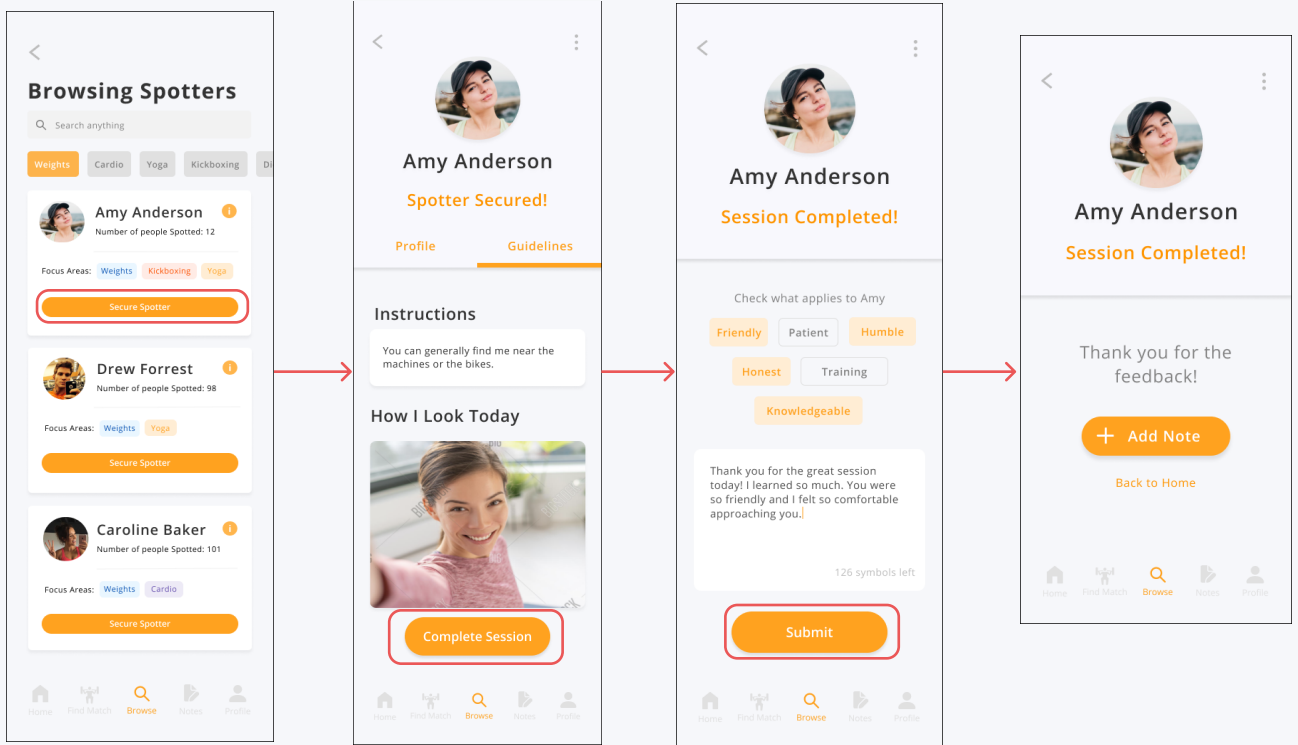 Browsing Spotters
Search anything
Weights
Cardio
Yoga
Kickboxing
Di
Amy Anderson
i
Number of people Spotted: 12
Focus Areas: Weights Kickboxing Yoga
Secure Spotter
Drew Forrest
i
Number of people Spotted: 98
Focus Areas: Weights Yoga
Secure Spotter
Caroline Baker
i
Number of people Spotted: 101
Focus Areas: Weights Cardio
Secure Spotter
Home
Find Match
Browse
Notes
Profile
Amy Anderson
Spotter Secured!
Profile
Guidelines
Instructions
You can generally find me near the
machines or the bikes.
How I Look Today
Complete Session
Home
Find Match
Browse
Notes
Profile
Amy Anderson
Session Completed!
Check what applies to Amy
Friendly
Patient
Humble
Honest
Training
Knowledgeable
Thank you for the great session
today! I learned so much. You were
so friendly and I felt so comfortable
approaching you.
126 symbols left
Submit
Home
Find Match
Browse
Notes
Profile
Amy Anderson
Session Completed!
Thank you for the
feedback!
+ Add Note
Back to Home
Home
Find Match
Browse
Notes
Profile